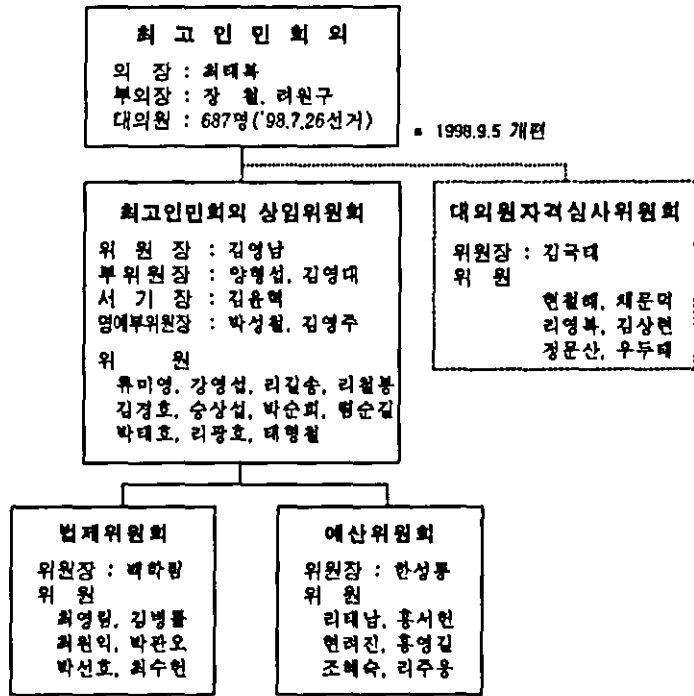 최 고 인 민 회 의
의 장 : 최태복
부의장 : 장 철, 려원구
대의원 : 687명('98.7.26선거)
▪ 1998.9.5 개편
최고인민회의 상임위원회
위 원 장 : 김영남
부위원장 : 양형섭, 김영대
서 기 장 : 김윤혁
명예부위원장 : 박성철, 김영주
위 원
류미영, 강영섭, 리길송, 리철봉
김경호, 승상섭, 박순희, 렴순길
박태호, 리광호, 태형철
대의원자격심사위원회
위원장 : 김국태
위 원
현철해, 채문덕
리영복, 김상련
정문산, 우두태
법제위원회
위원장 : 백학림
위 원
최영림, 김병률
최원익, 박관오
박선호, 최수헌
예산위원회
위원장 : 한성룡
위 원
리태남, 홍서헌
현려진, 홍영길
조혜숙, 리주웅